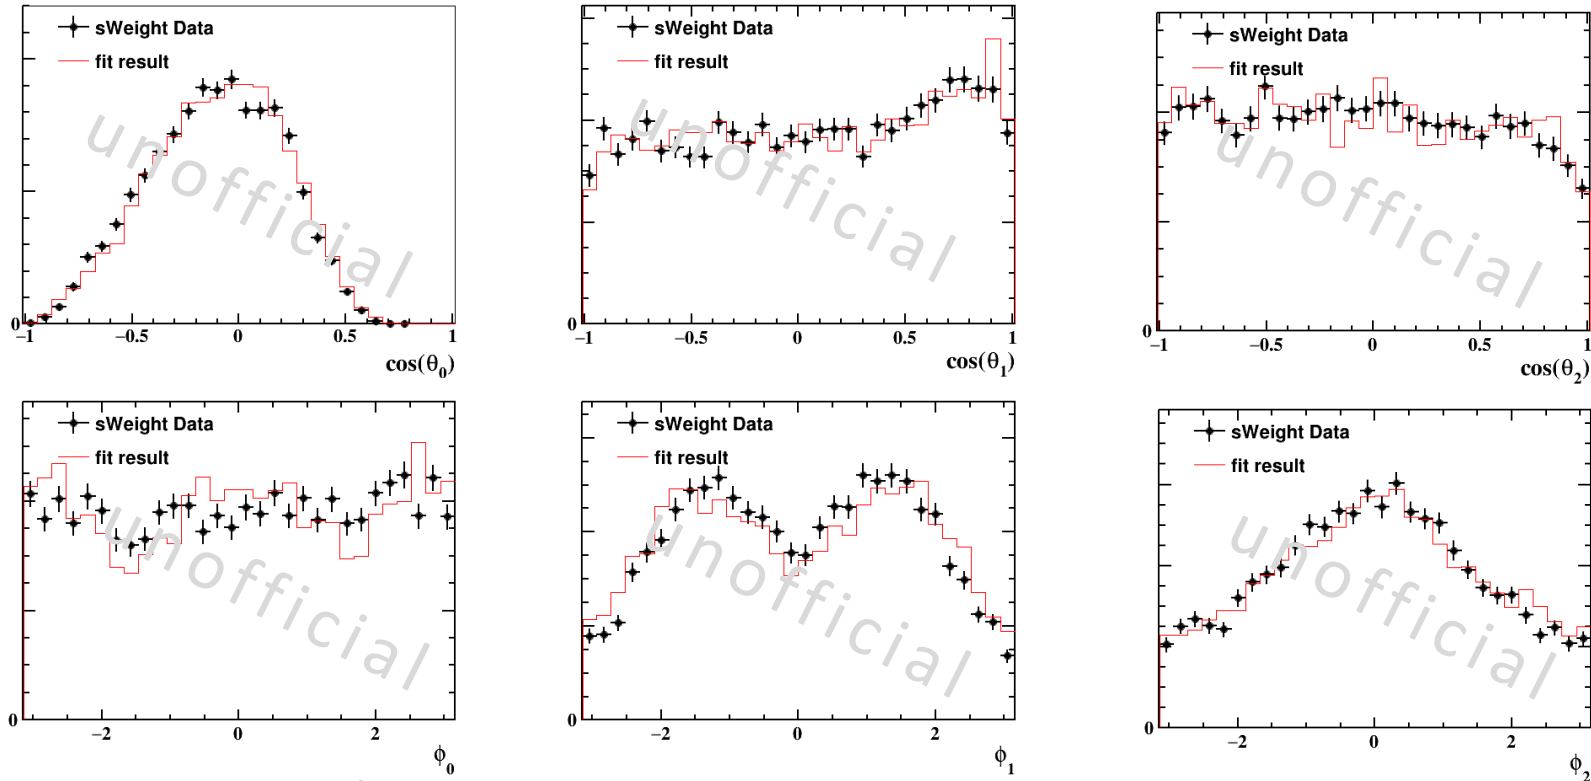 sWeight Data
fit result
unofficial
0
−1 −0.5 0 0.5 1
cos(θ0)
sWeight Data
fit result
unofficial
0
−1 −0.5 0 0.5 1
cos(θ1)
sWeight Data
fit result
unofficial
0
−1 −0.5 0 0.5 1
cos(θ2)
sWeight Data
fit result
unofficial
0
−2 0 2
ϕ0
sWeight Data
fit result
unofficial
0
−2 0 2
ϕ1
sWeight Data
fit result
unofficial
0
−2 0 2
ϕ2